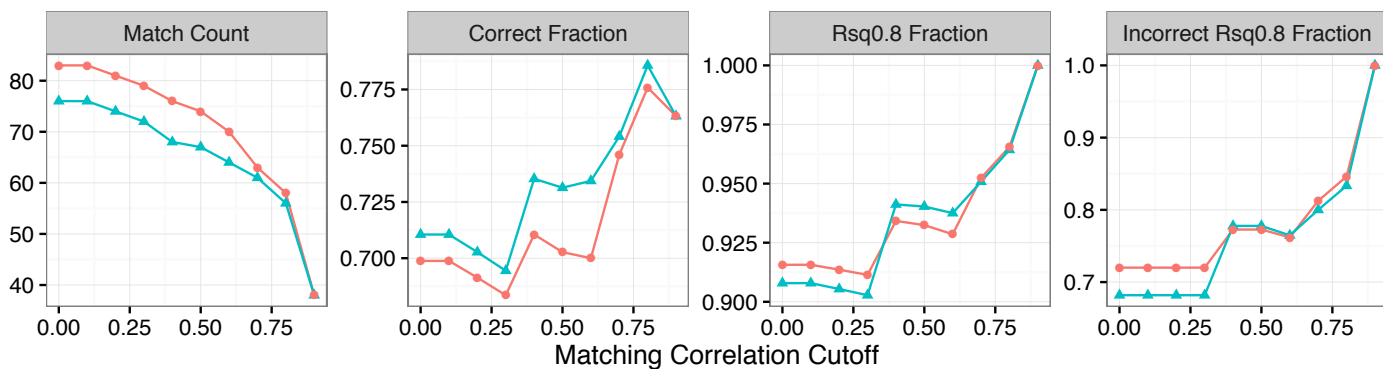 Match Count
Correct Fraction
Rsq0.8 Fraction
Incorrect Rsq0.8 Fraction
80
70
60
50
40
0.00 0.25 0.50 0.75
0.775
0.750
0.725
0.700
0.00 0.25 0.50 0.75
1.000
0.975
0.950
0.925
0.900
0.00 0.25 0.50 0.75
1.0
0.9
0.8
0.7
0.00 0.25 0.50 0.75
Matching Correlation Cutoff